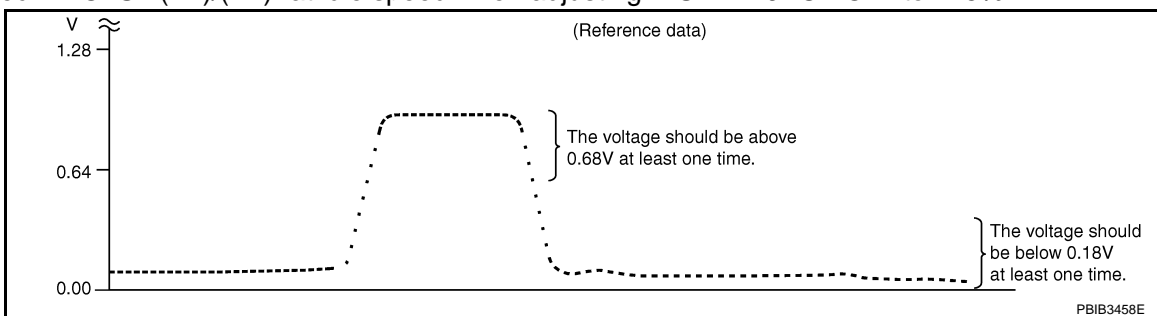 V
(Reference data)
1.28
The voltage should be above
0.68V at least one time.
0.64
The voltage should
be below 0.18V
at least one time.
0.00
PBIB3458E